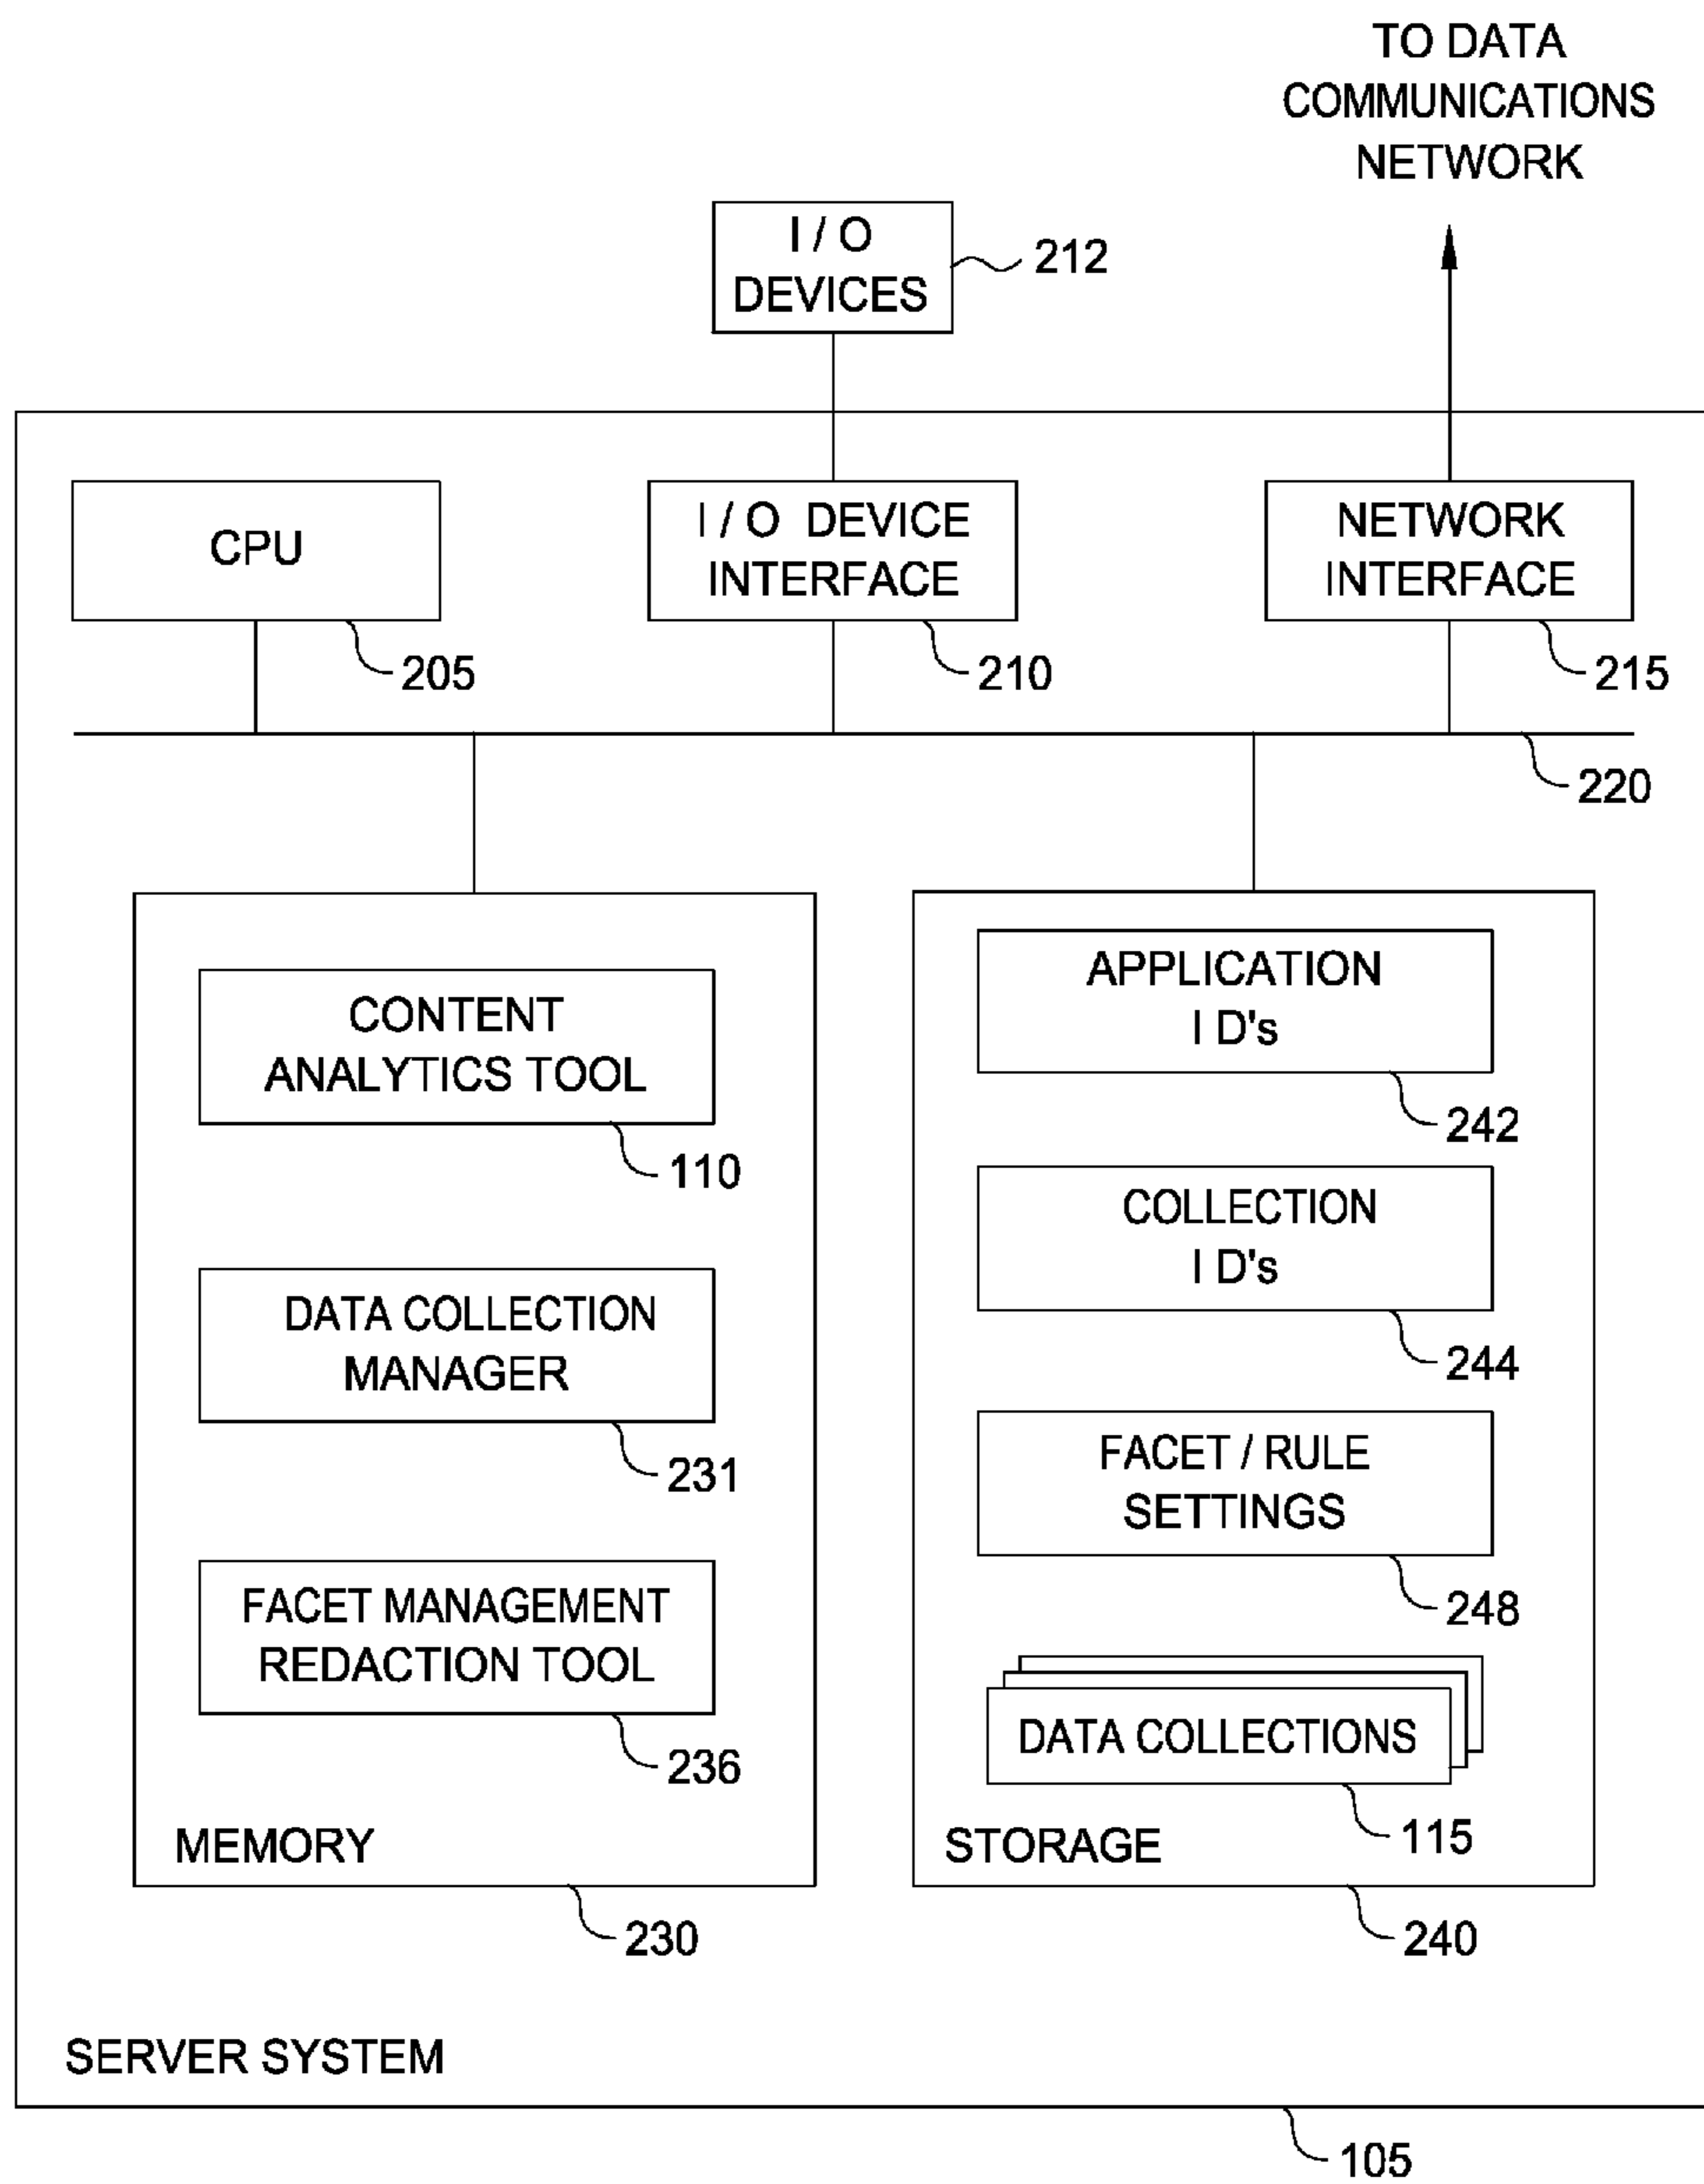 TO DATA
COMMUNICATIONS
NETWORK
I / O
DEVICES
212
CPU
205
I / O DEVICE
INTERFACE
210
NETWORK
INTERFACE
215
220
CONTENT
ANALYTICS TOOL
110
DATA COLLECTION
MANAGER
231
FACET MANAGEMENT
REDACTION TOOL
236
MEMORY
230
APPLICATION
I D's
242
COLLECTION
I D's
244
FACET / RULE
SETTINGS
248
DATA COLLECTIONS
115
STORAGE
240
SERVER SYSTEM
105